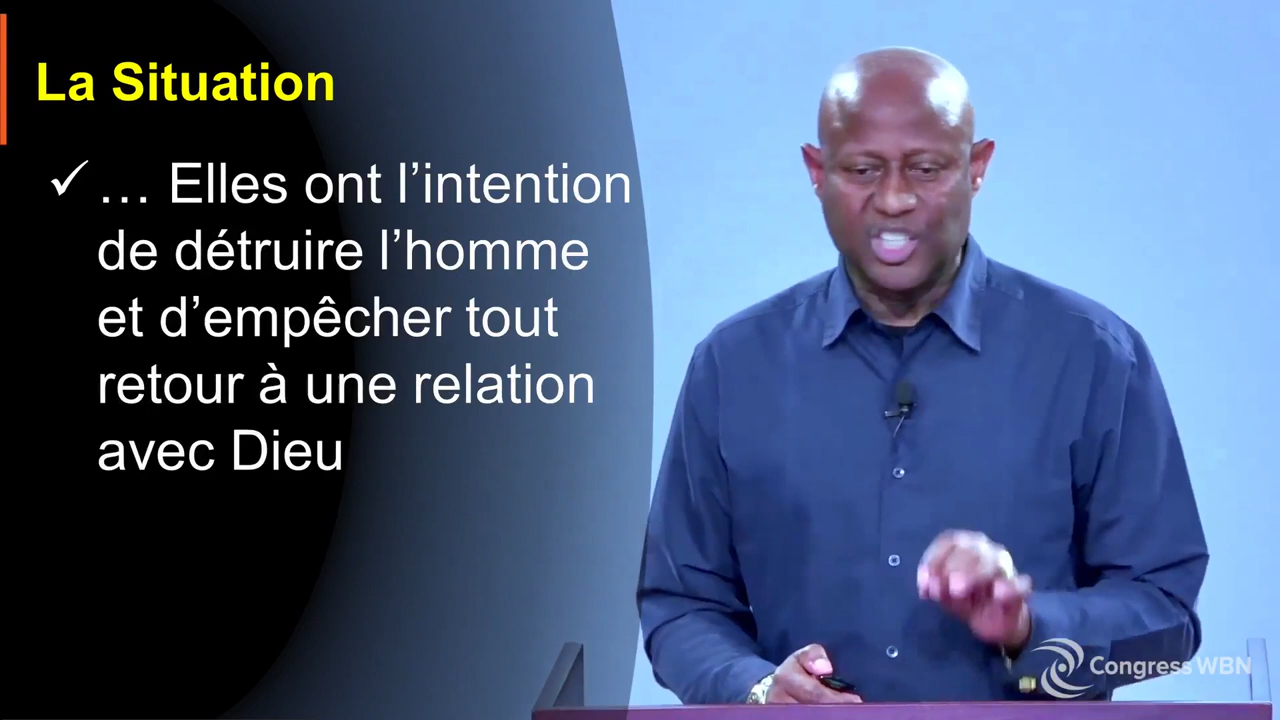 La Situation
✓ … Elles ont l’intention
de détruire l’homme
et d’empêcher tout
retour à une relation
avec Dieu
Congress WBN